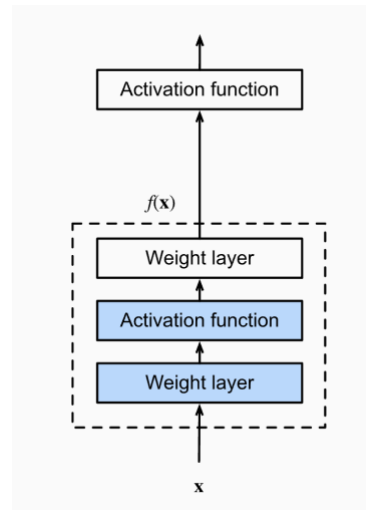 Activation function
f(x)
Weight layer
Activation function
Weight layer
x